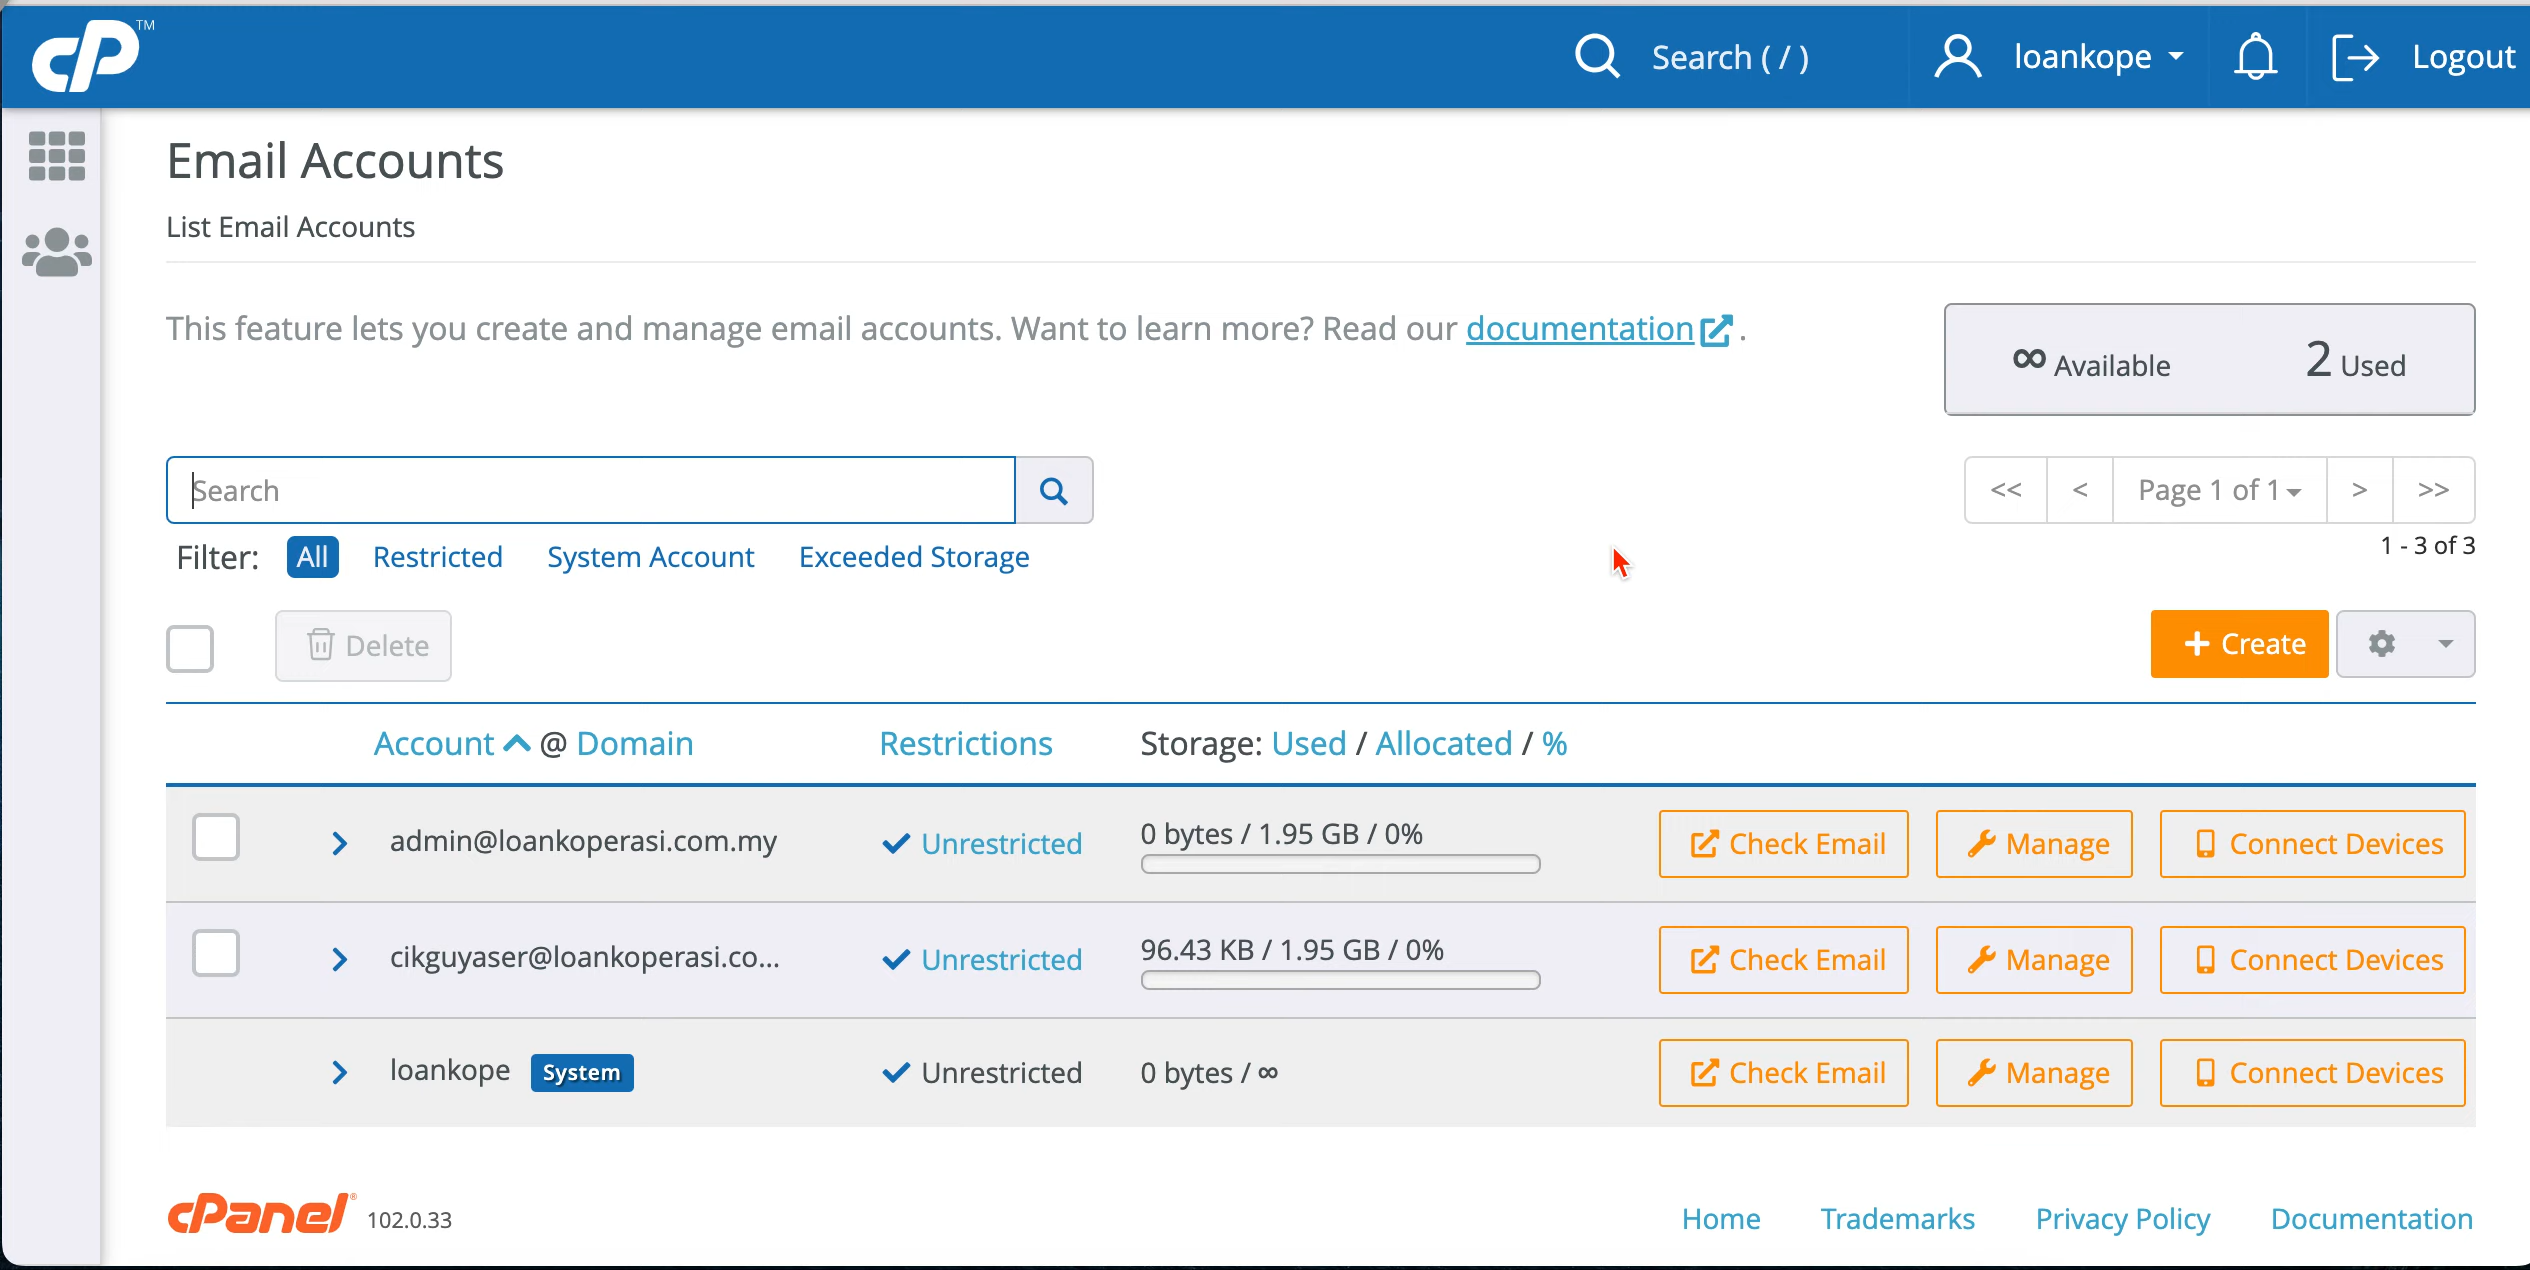 cP™
Search ( / )
loankope
Logout
Email Accounts
List Email Accounts
This feature lets you create and manage email accounts. Want to learn more? Read our documentation .
∞ Available
2 Used
Search
<<
<
Page 1 of 1
>
>>
Filter: All Restricted System Account Exceeded Storage
1 - 3 of 3
Delete
+ Create
Account @ Domain Restrictions Storage: Used / Allocated / %
admin@loankoperasi.com.my Unrestricted 0 bytes / 1.95 GB / 0% Check Email Manage Connect Devices
cikguyaser@loankoperasi.co... Unrestricted 96.43 KB / 1.95 GB / 0% Check Email Manage Connect Devices
loankope System Unrestricted 0 bytes / ∞ Check Email Manage Connect Devices
cPanel® 102.0.33 Home Trademarks Privacy Policy Documentation